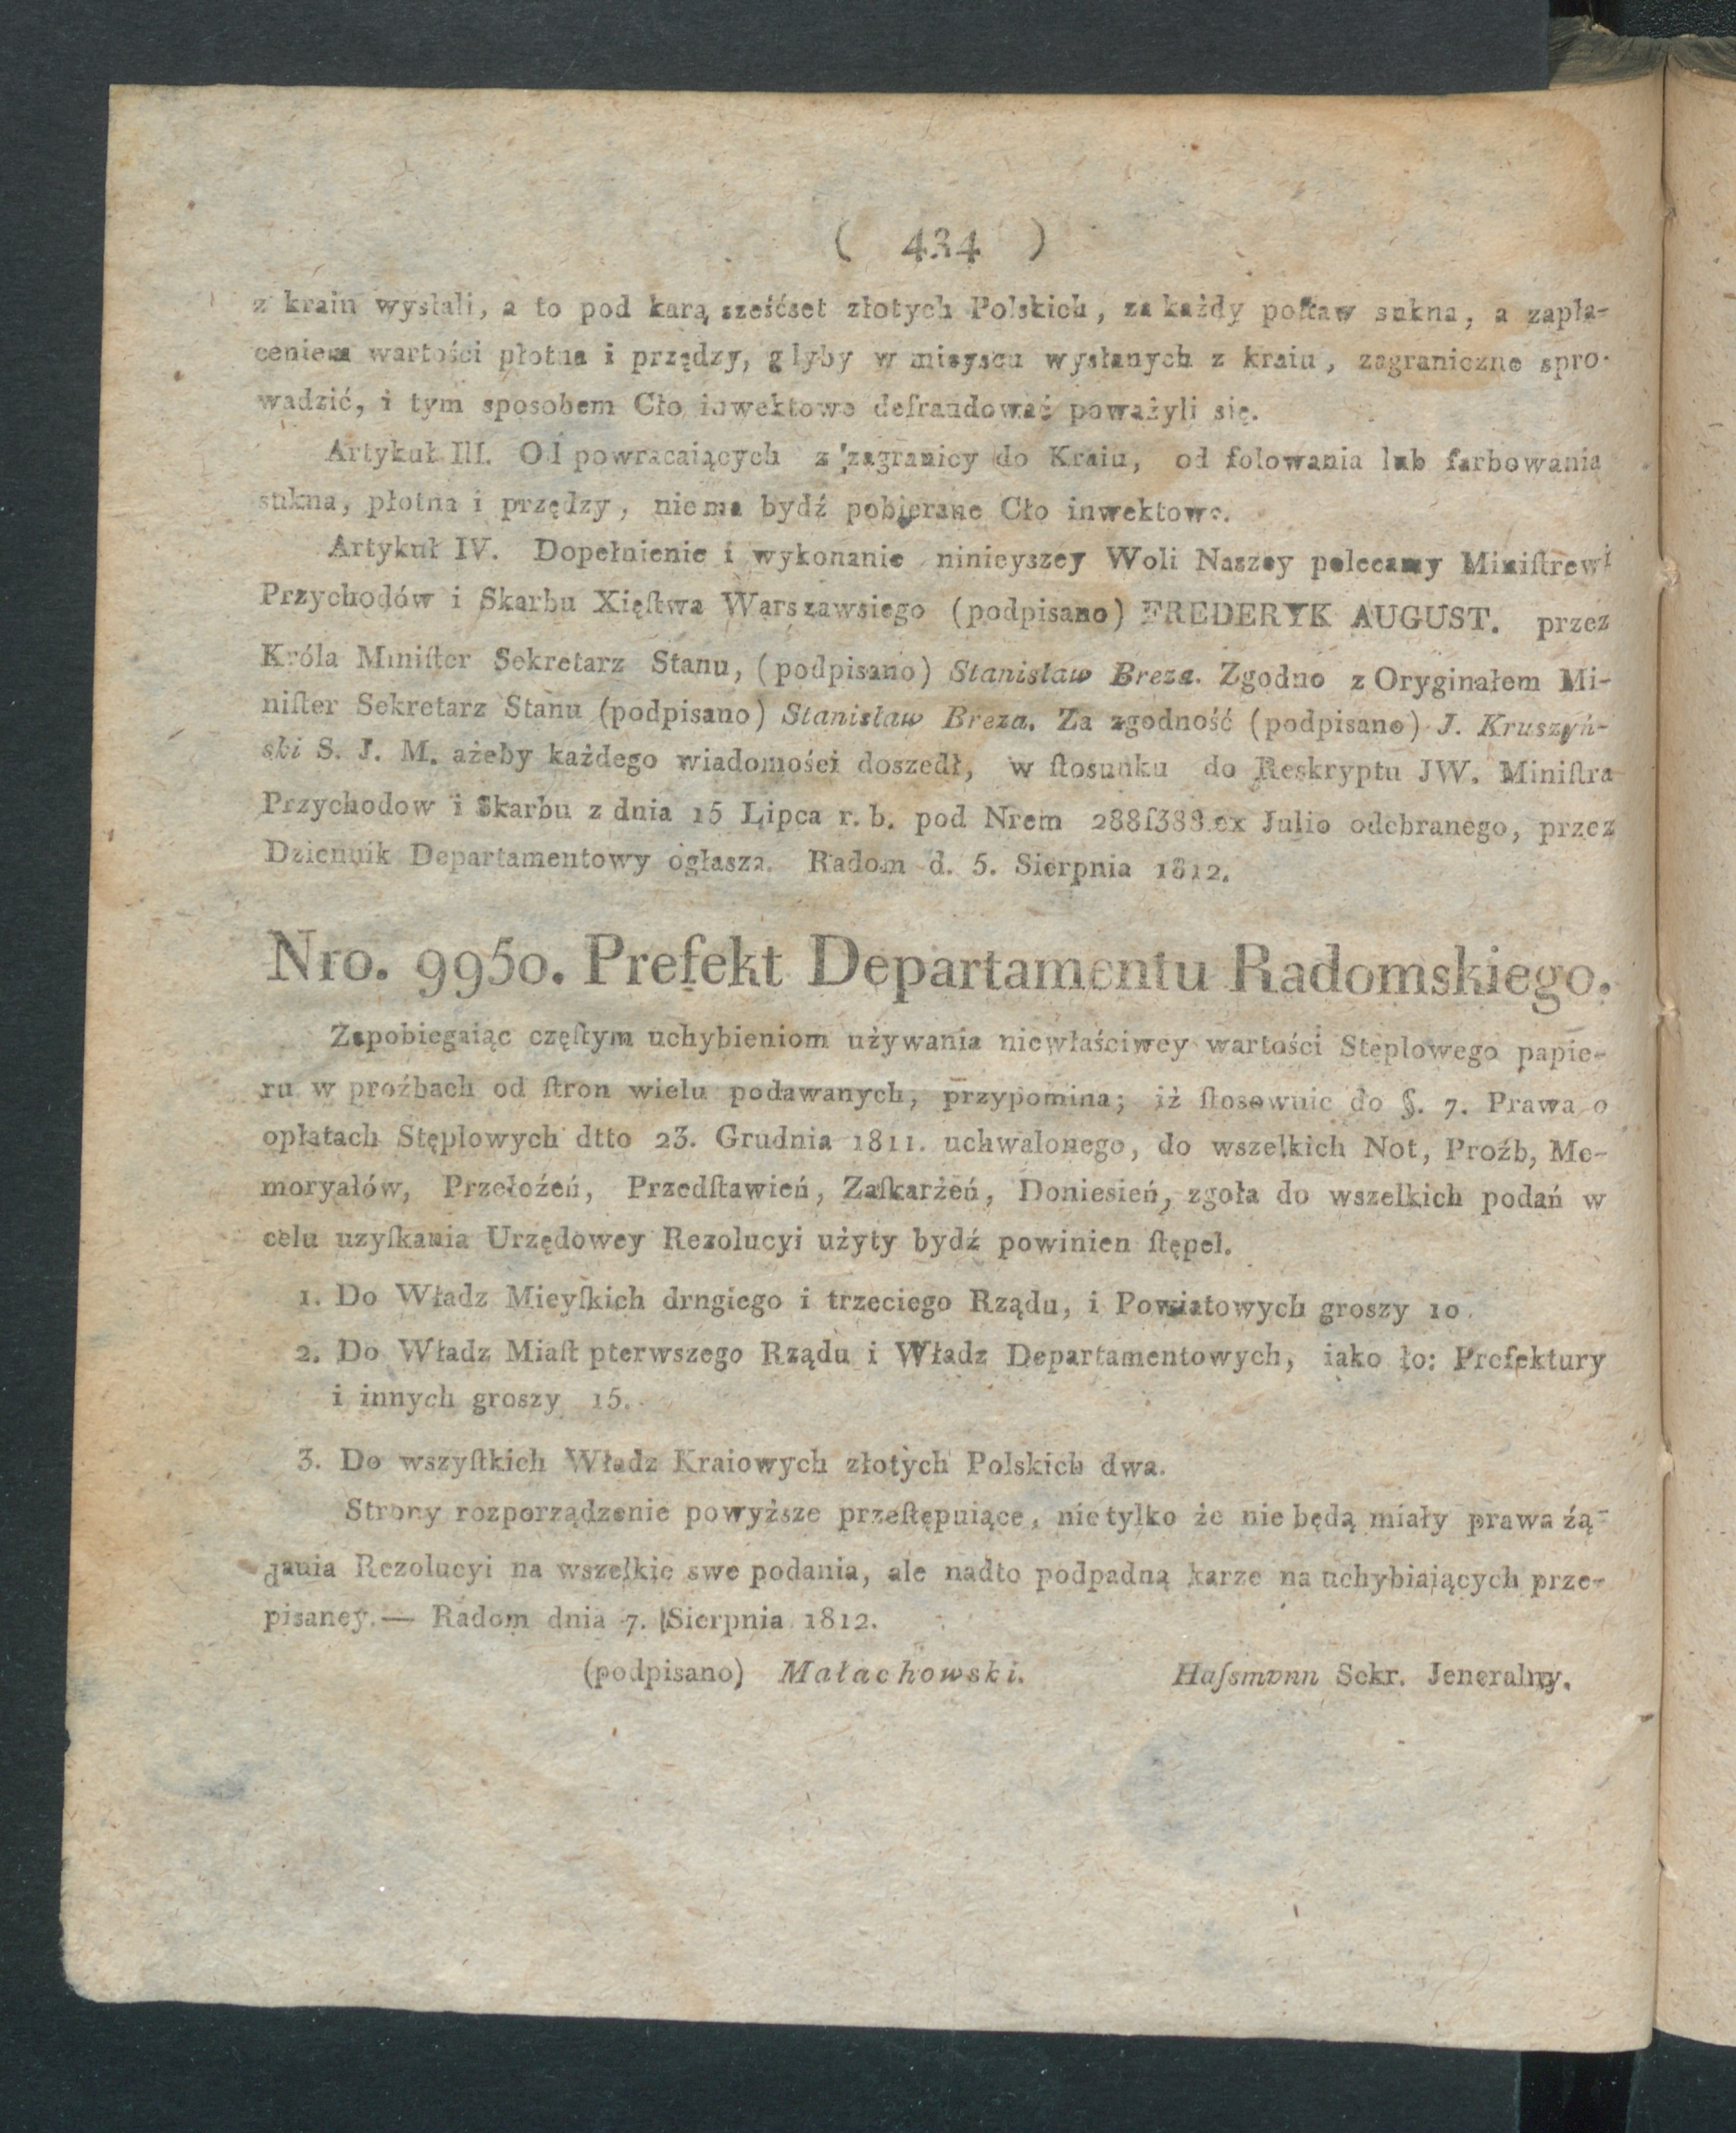 ( 434 )
z kraiu wysłali, a to pod karą sześćset złotych Polskich, za każdy poſtaw sukna, a zapła-
ceniem wartości płotna i przędzy, gdyby w mieyscu wysłanych z kraiu, zagraniczne spro-
wadzić, i tym sposobem Cło inwektowe defraudować poważyli się.
Artykuł III. Od powracaiących z zagranicy do Kraiu, od folowania lub farbowania
sukna, płotna i przędzy, niema bydź pobierane Cło inwektowe.
Artykuł IV. Dopełnienie i wykonanie ninieyszey Woli Naszey polecamy Miniſtrowi
Przychodów i Skarbu Xięſtwa Warszawsiego (podpisano) FREDERYK AUGUST. przez
Króla Miniſter Sekretarz Stanu, (podpisano) Stanisław Breza. Zgodno z Oryginałem Mi-
niſter Sekretarz Stanu (podpisano) Stanisław Breza. Za zgodność (podpisano) J. Kruszyń-
ski S. J. M. ażeby każdego wiadomości doszedł, w ſtosunku do Reskryptu JW. Miniſtra
Przychodow i Skarbu z dnia 15 Lipca r. b. pod Nrem 288ſ388 ex Julio odebranego, przez
Dziennik Departamentowy ogłasza. Radom d. 5. Sierpnia 1812.
Nro. 9950. Prefekt Departamentu Radomskiego.
Zapobiegaiąc częſtym uchybieniom używania niewłaściwey wartości Stęplowego papie-
ru w proźbach od ſtron wielu podawanych, przypomina; iż ſtosownie do §. 7. Prawa o
opłatach Stęplowych dtto 23. Grudnia 1811. uchwalonego, do wszelkich Not, Proźb, Me-
moryałów, Przełożeń, Przedſtawień, Zaſkarżeń, Doniesień, zgoła do wszelkich podań w
celu uzyſkania Urzędowey Rezolucyi użyty bydź powinien ſtępel.
1. Do Władz Mieyſkich drngiego i trzeciego Rządu, i Powiatowych groszy 10.
2. Do Władz Miaſt pterwszego Rządu i Władz Departamentowych, iako to: Prefektury
i innych groszy 15.
3. Do wszyſtkich Władz Kraiowych złotych Polskich dwa.
Strony rozporządzenie powyższe przeſtępuiące, nietylko że nie będą miały prawa żą-
dania Rezolucyi na wszelkie swe podania, ale nadto podpadną karze na uchybiaiących prze-
pisaney.— Radom dnia 7. Sierpnia 1812.
(podpisano) Małachowski. Haſsmvnn Sekr. Jeneralny.